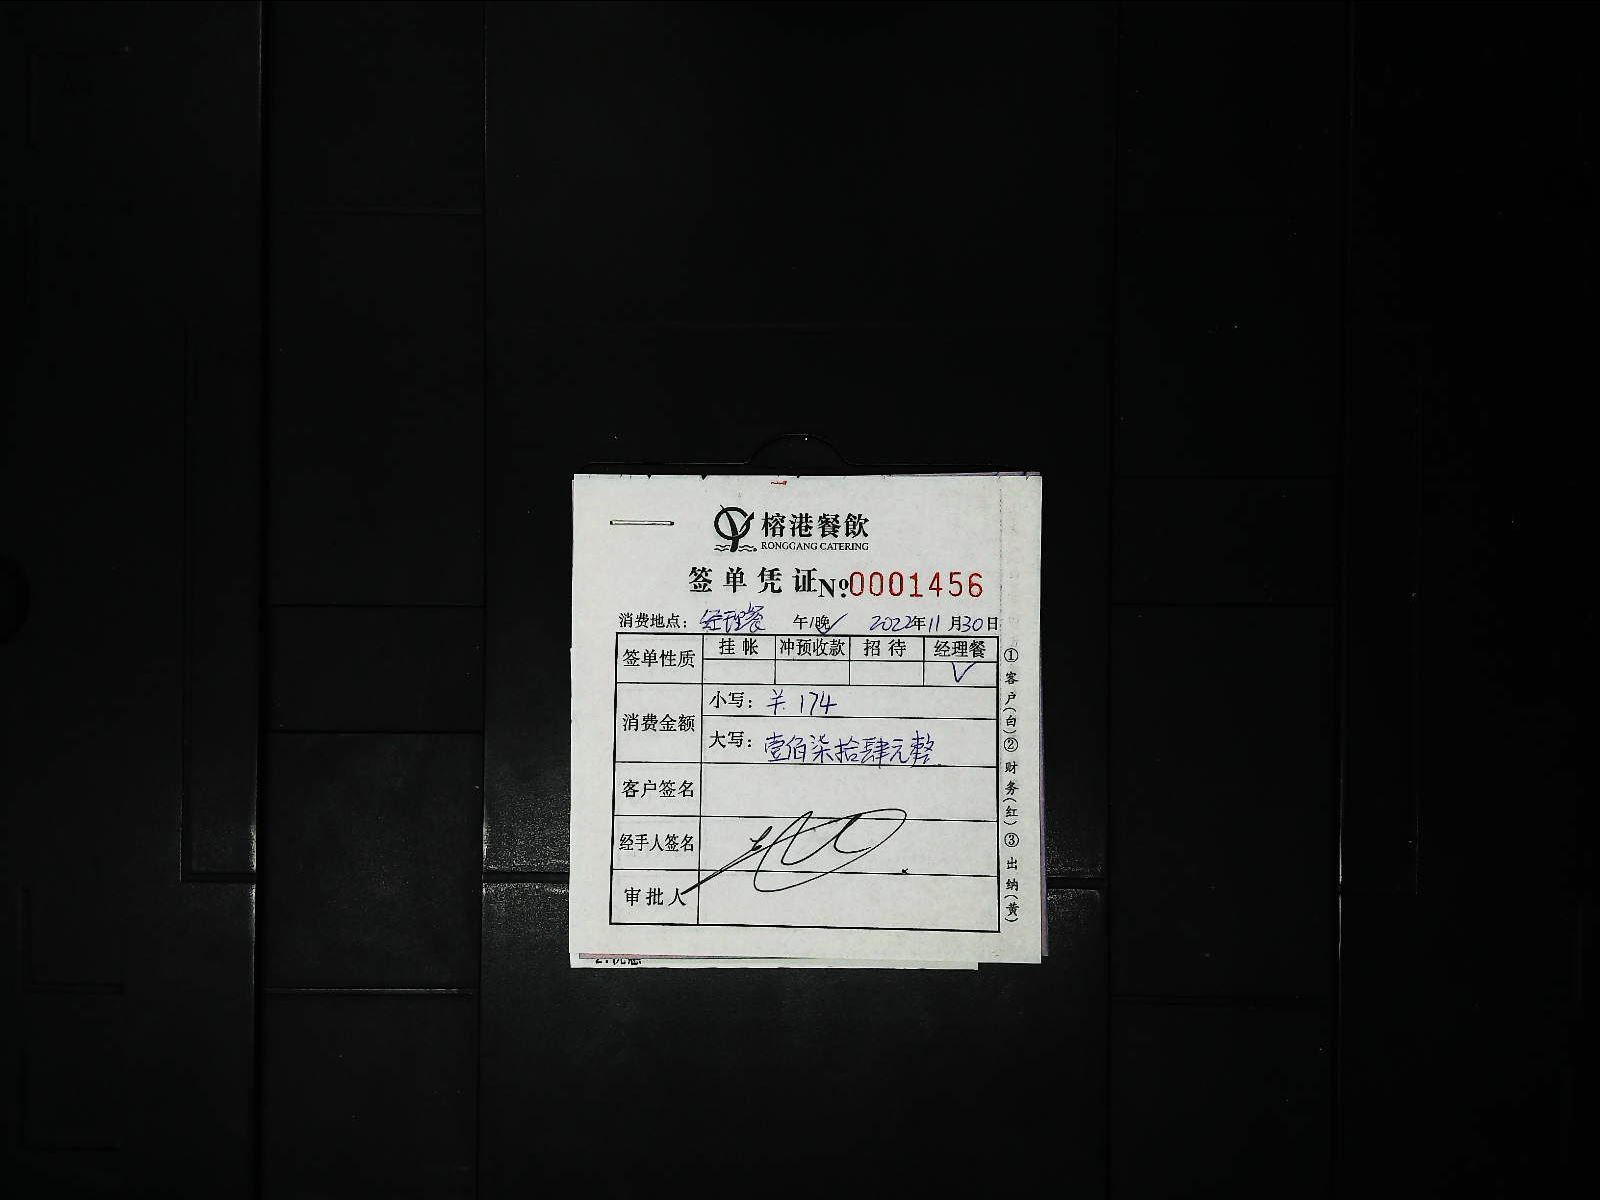 榕港餐飲
RONGGANG CATERING
签单凭证№0001456
消费地点：经理餐 午/晚✓ 2022年11月30日
签单性质 挂帐 冲预收款 招待 经理餐
✓
消费金额 小写：￥174
大写：壹佰柒拾肆元整
客户签名
经手人签名
审批人
①客户(白)②财务(红)③出纳(黄)